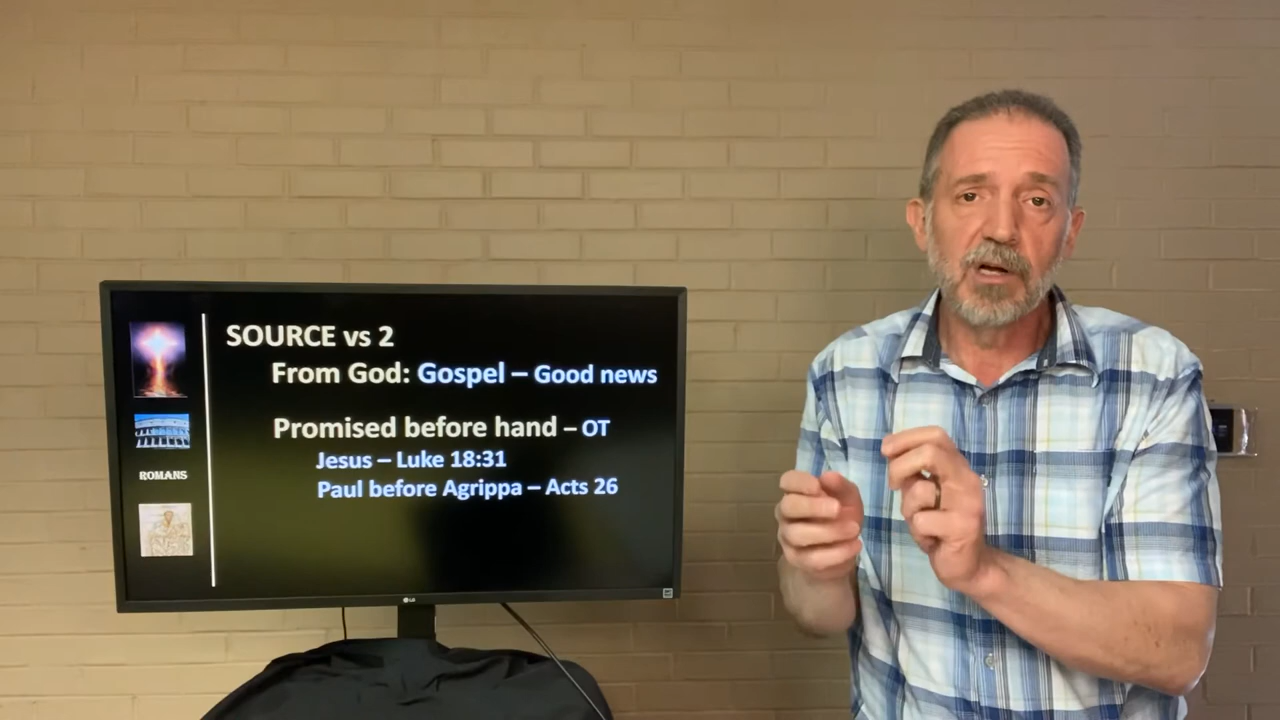 SOURCE vs 2
From God: Gospel – Good news
Promised before hand – OT
Jesus – Luke 18:31
Paul before Agrippa – Acts 26
ROMANS
LG